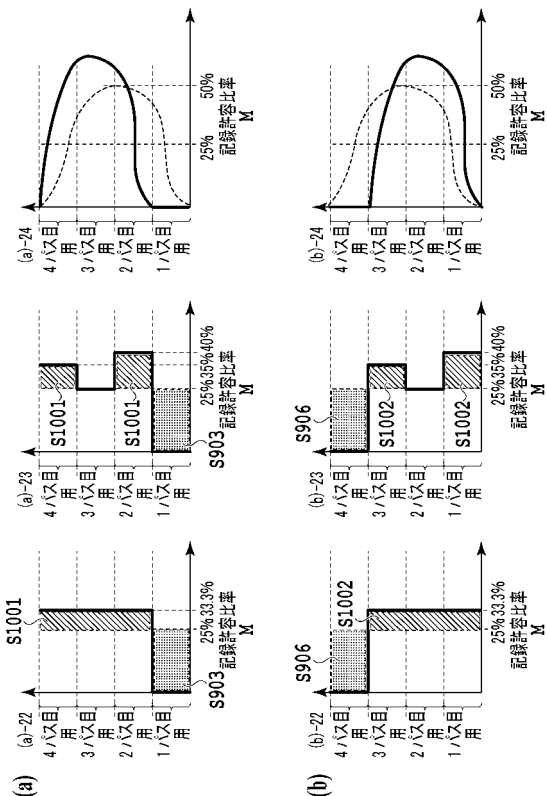 (a)
(a)-22
4パス目用
3パス目用
2パス目用
1パス目用
S1001
S903
25%33.3%
記録許容比率
M
(a)-23
4パス目用
3パス目用
2パス目用
1パス目用
S1001
S1001
S903
25%35%40%
記録許容比率
M
(a)-24
4パス目用
3パス目用
2パス目用
1パス目用
25%
50%
記録許容比率
M
(b)
(b)-22
4パス目用
3パス目用
2パス目用
1パス目用
S906
S1002
25%33.3%
記録許容比率
M
(b)-23
4パス目用
3パス目用
2パス目用
1パス目用
S906
S1002
S1002
25%35%40%
記録許容比率
M
(b)-24
4パス目用
3パス目用
2パス目用
1パス目用
25%
50%
記録許容比率
M